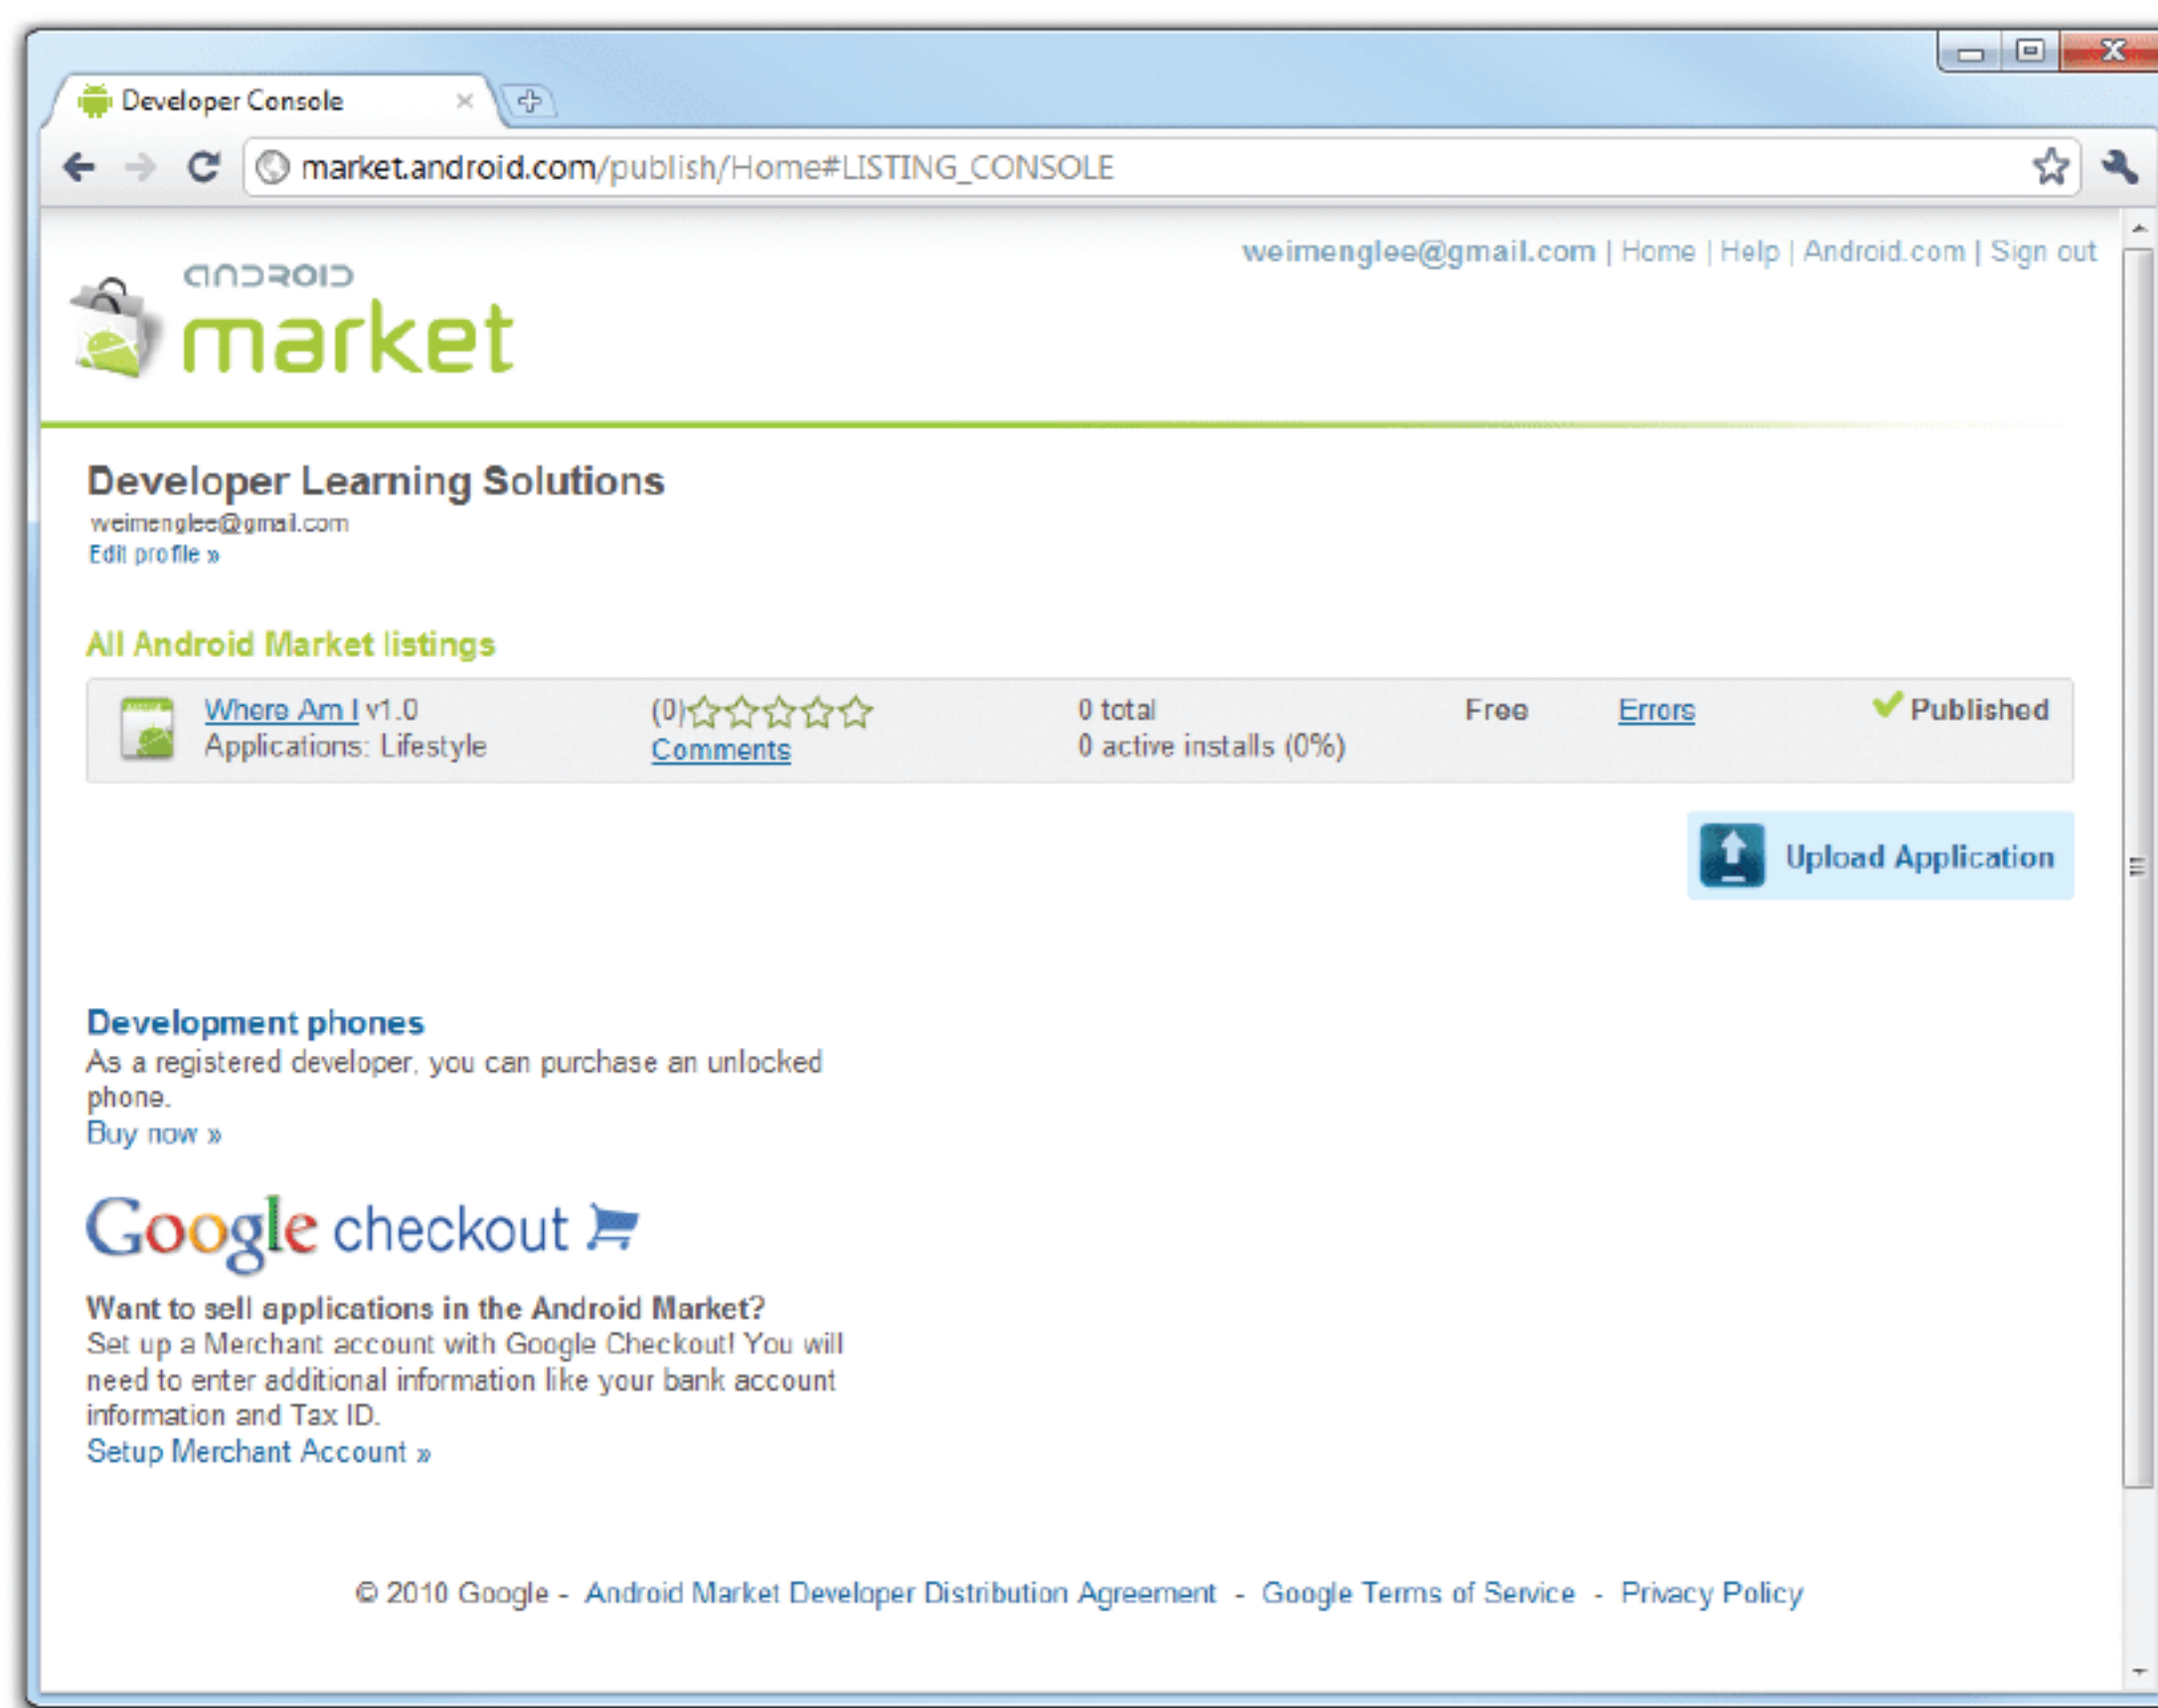 Developer Console
market.android.com/publish/Home#LISTING_CONSOLE
weimenglee@gmail.com | Home | Help | Android.com | Sign out
android
market
Developer Learning Solutions
weimenglee@gmail.com
Edit profile »
All Android Market listings
Where Am I v1.0 (0) 0 total Free Errors Published
Applications: Lifestyle Comments 0 active installs (0%)
Upload Application
Development phones
As a registered developer, you can purchase an unlocked
phone.
Buy now »
Google checkout
Want to sell applications in the Android Market?
Set up a Merchant account with Google Checkout! You will
need to enter additional information like your bank account
information and Tax ID.
Setup Merchant Account »
© 2010 Google - Android Market Developer Distribution Agreement - Google Terms of Service - Privacy Policy